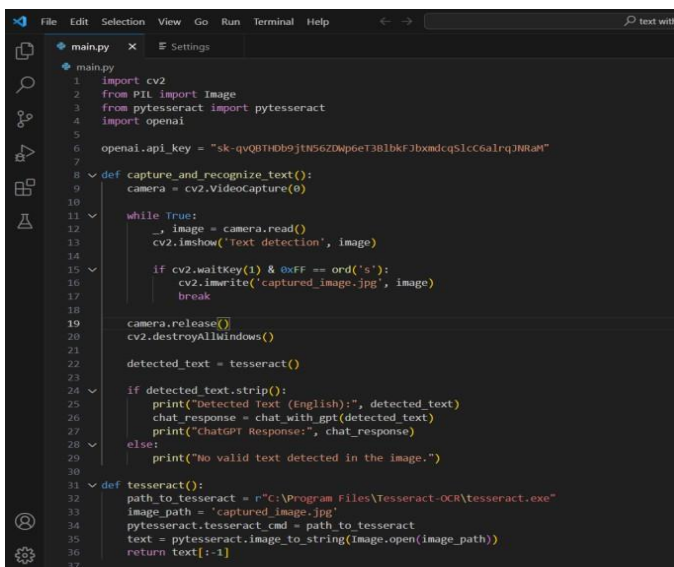 File Edit Selection View Go Run Terminal Help
text with
main.py
Settings
main.py
1 import cv2
2 from PIL import Image
3 from pytesseract import pytesseract
4 import openai
5
6 openai.api_key =
7
8 def capture_and_recognize_text():
9 camera = cv2.VideoCapture(0)
10
11 while True:
12 _, image = camera.read()
13 cv2.imshow('Text detection', image)
14
15 if cv2.waitKey(1) & 0xFF == ord('s'):
16 cv2.imwrite('captured_image.jpg', image)
17 break
18
19 camera.release()
20 cv2.destroyAllWindows()
21
22 detected_text = tesseract()
23
24 if detected_text.strip():
25 print("Detected Text (English):", detected_text)
26 chat_response = chat_with_gpt(detected_text)
27 print("ChatGPT Response:", chat_response)
28 else:
29 print("No valid text detected in the image.")
30
31 def tesseract():
32 path_to_tesseract = r"C:\Program Files\Tesseract-OCR\tesseract.exe"
33 image_path = 'captured_image.jpg'
34 pytesseract.tesseract_cmd = path_to_tesseract
35 text = pytesseract.image_to_string(Image.open(image_path))
36 return text[:-1]
37